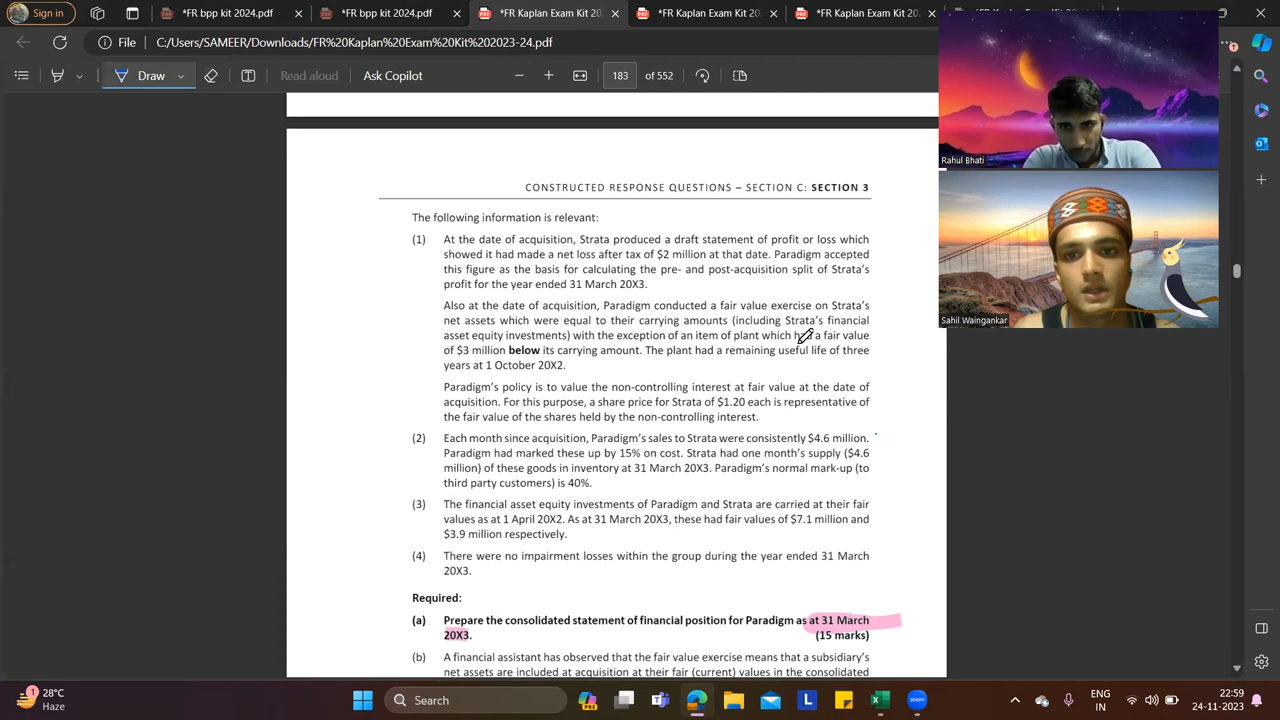 *FR bpp kit 2024.pdf
*FR bpp kit 2024.pdf
*FR Kaplan Exam Kit 20
*FR Kaplan Exam Kit 20
*FR Kaplan Exam Kit 20
File
C:/Users/SAMEER/Downloads/FR%20Kaplan%20Exam%20Kit%202023-24.pdf
Draw
Read aloud
Ask Copilot
183 of 552
CONSTRUCTED RESPONSE QUESTIONS – SECTION C: SECTION 3
The following information is relevant:
(1) At the date of acquisition, Strata produced a draft statement of profit or loss which
showed it had made a net loss after tax of $2 million at that date. Paradigm accepted
this figure as the basis for calculating the pre- and post-acquisition split of Strata's
profit for the year ended 31 March 20X3.
Also at the date of acquisition, Paradigm conducted a fair value exercise on Strata's
net assets which were equal to their carrying amounts (including Strata's financial
asset equity investments) with the exception of an item of plant which had a fair value
of $3 million below its carrying amount. The plant had a remaining useful life of three
years at 1 October 20X2.
Paradigm's policy is to value the non-controlling interest at fair value at the date of
acquisition. For this purpose, a share price for Strata of $1.20 each is representative of
the fair value of the shares held by the non-controlling interest.
(2) Each month since acquisition, Paradigm's sales to Strata were consistently $4.6 million.
Paradigm had marked these up by 15% on cost. Strata had one month's supply ($4.6
million) of these goods in inventory at 31 March 20X3. Paradigm's normal mark-up (to
third party customers) is 40%.
(3) The financial asset equity investments of Paradigm and Strata are carried at their fair
values as at 1 April 20X2. As at 31 March 20X3, these had fair values of $7.1 million and
$3.9 million respectively.
(4) There were no impairment losses within the group during the year ended 31 March
20X3.
Required:
(a) Prepare the consolidated statement of financial position for Paradigm as at 31 March
20X3. (15 marks)
(b) A financial assistant has observed that the fair value exercise means that a subsidiary's
net assets are included at acquisition at their fair (current) values in the consolidated
Rahul Bhati
Sahil Waingankar
1
28°C
Haze
Search
PRE
L
zoom
ENG
IN
22:59
24-11-2023